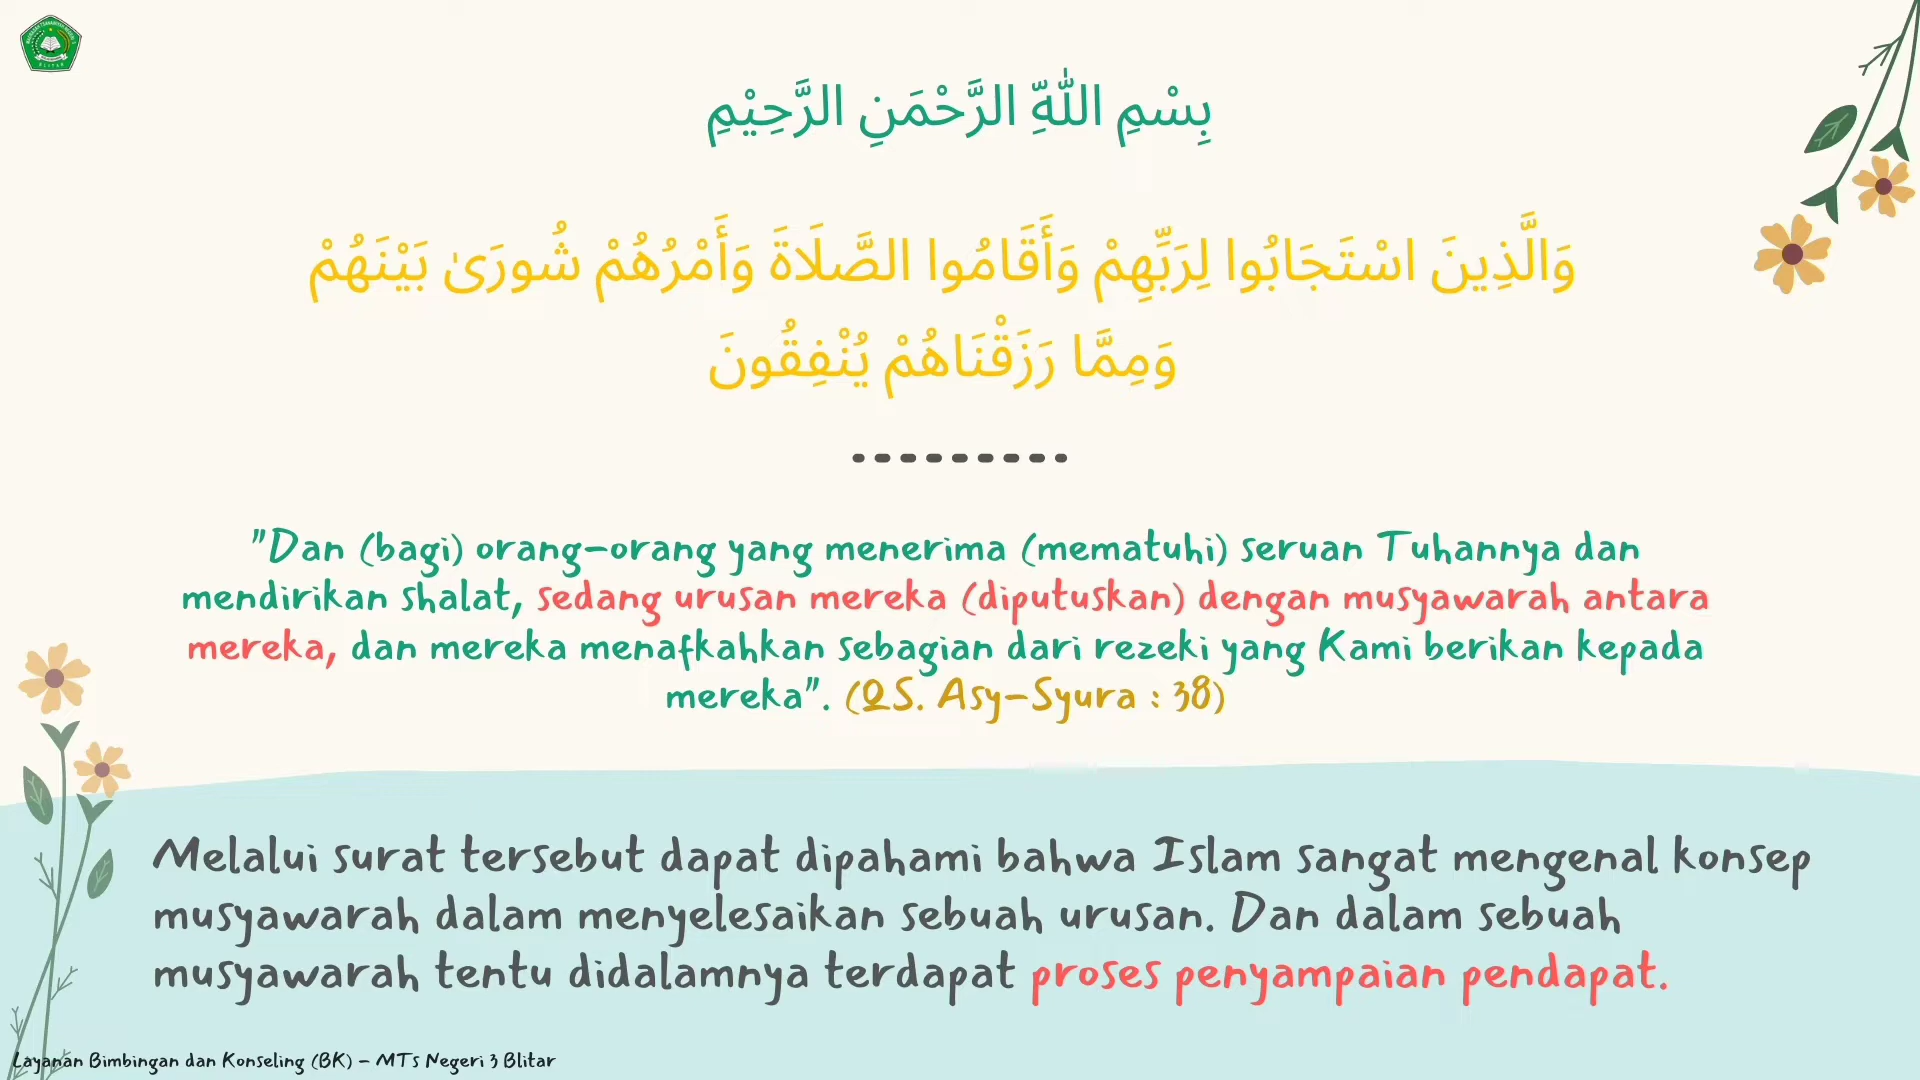 بِسْمِ اللّٰهِ الرَّحْمَنِ الرَّحِيْمِ
وَالَّذِينَ اسْتَجَابُوا لِرَبِّهِمْ وَأَقَامُوا الصَّلَاةَ وَأَمْرُهُمْ شُورَىٰ بَيْنَهُمْ
وَمِمَّا رَزَقْنَاهُمْ يُنْفِقُونَ
"Dan (bagi) orang-orang yang menerima (mematuhi) seruan Tuhannya dan
mendirikan shalat, sedang urusan mereka (diputuskan) dengan musyawarah antara
mereka, dan mereka menafkahkan sebagian dari rezeki yang Kami berikan kepada
mereka". (QS. Asy-Syura : 38)
Melalui surat tersebut dapat dipahami bahwa Islam sangat mengenal konsep
musyawarah dalam menyelesaikan sebuah urusan. Dan dalam sebuah
musyawarah tentu didalamnya terdapat proses penyampaian pendapat.
Layanan Bimbingan dan Konseling (BK) - MTs Negeri 3 Blitar